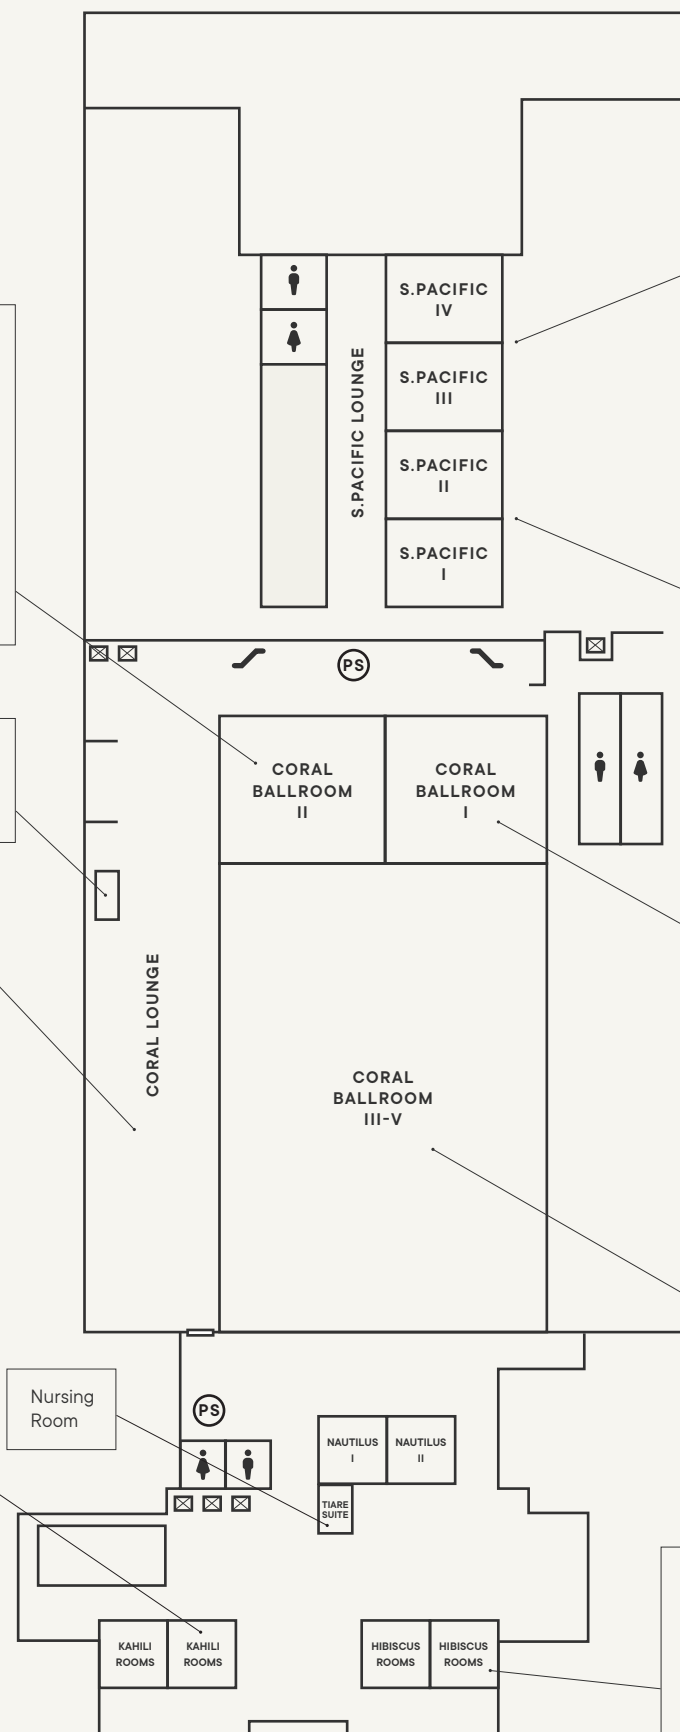 S.PACIFIC
IV
S.PACIFIC
III
S.PACIFIC LOUNGE
S.PACIFIC
II
S.PACIFIC
I
PS
CORAL
BALLROOM
II
CORAL
BALLROOM
I
CORAL LOUNGE
CORAL
BALLROOM
III-V
Nursing
Room
PS
NAUTILUS
I
NAUTILUS
II
TIARE
SUITE
KAHILI
ROOMS
KAHILI
ROOMS
HIBISCUS
ROOMS
HIBISCUS
ROOMS